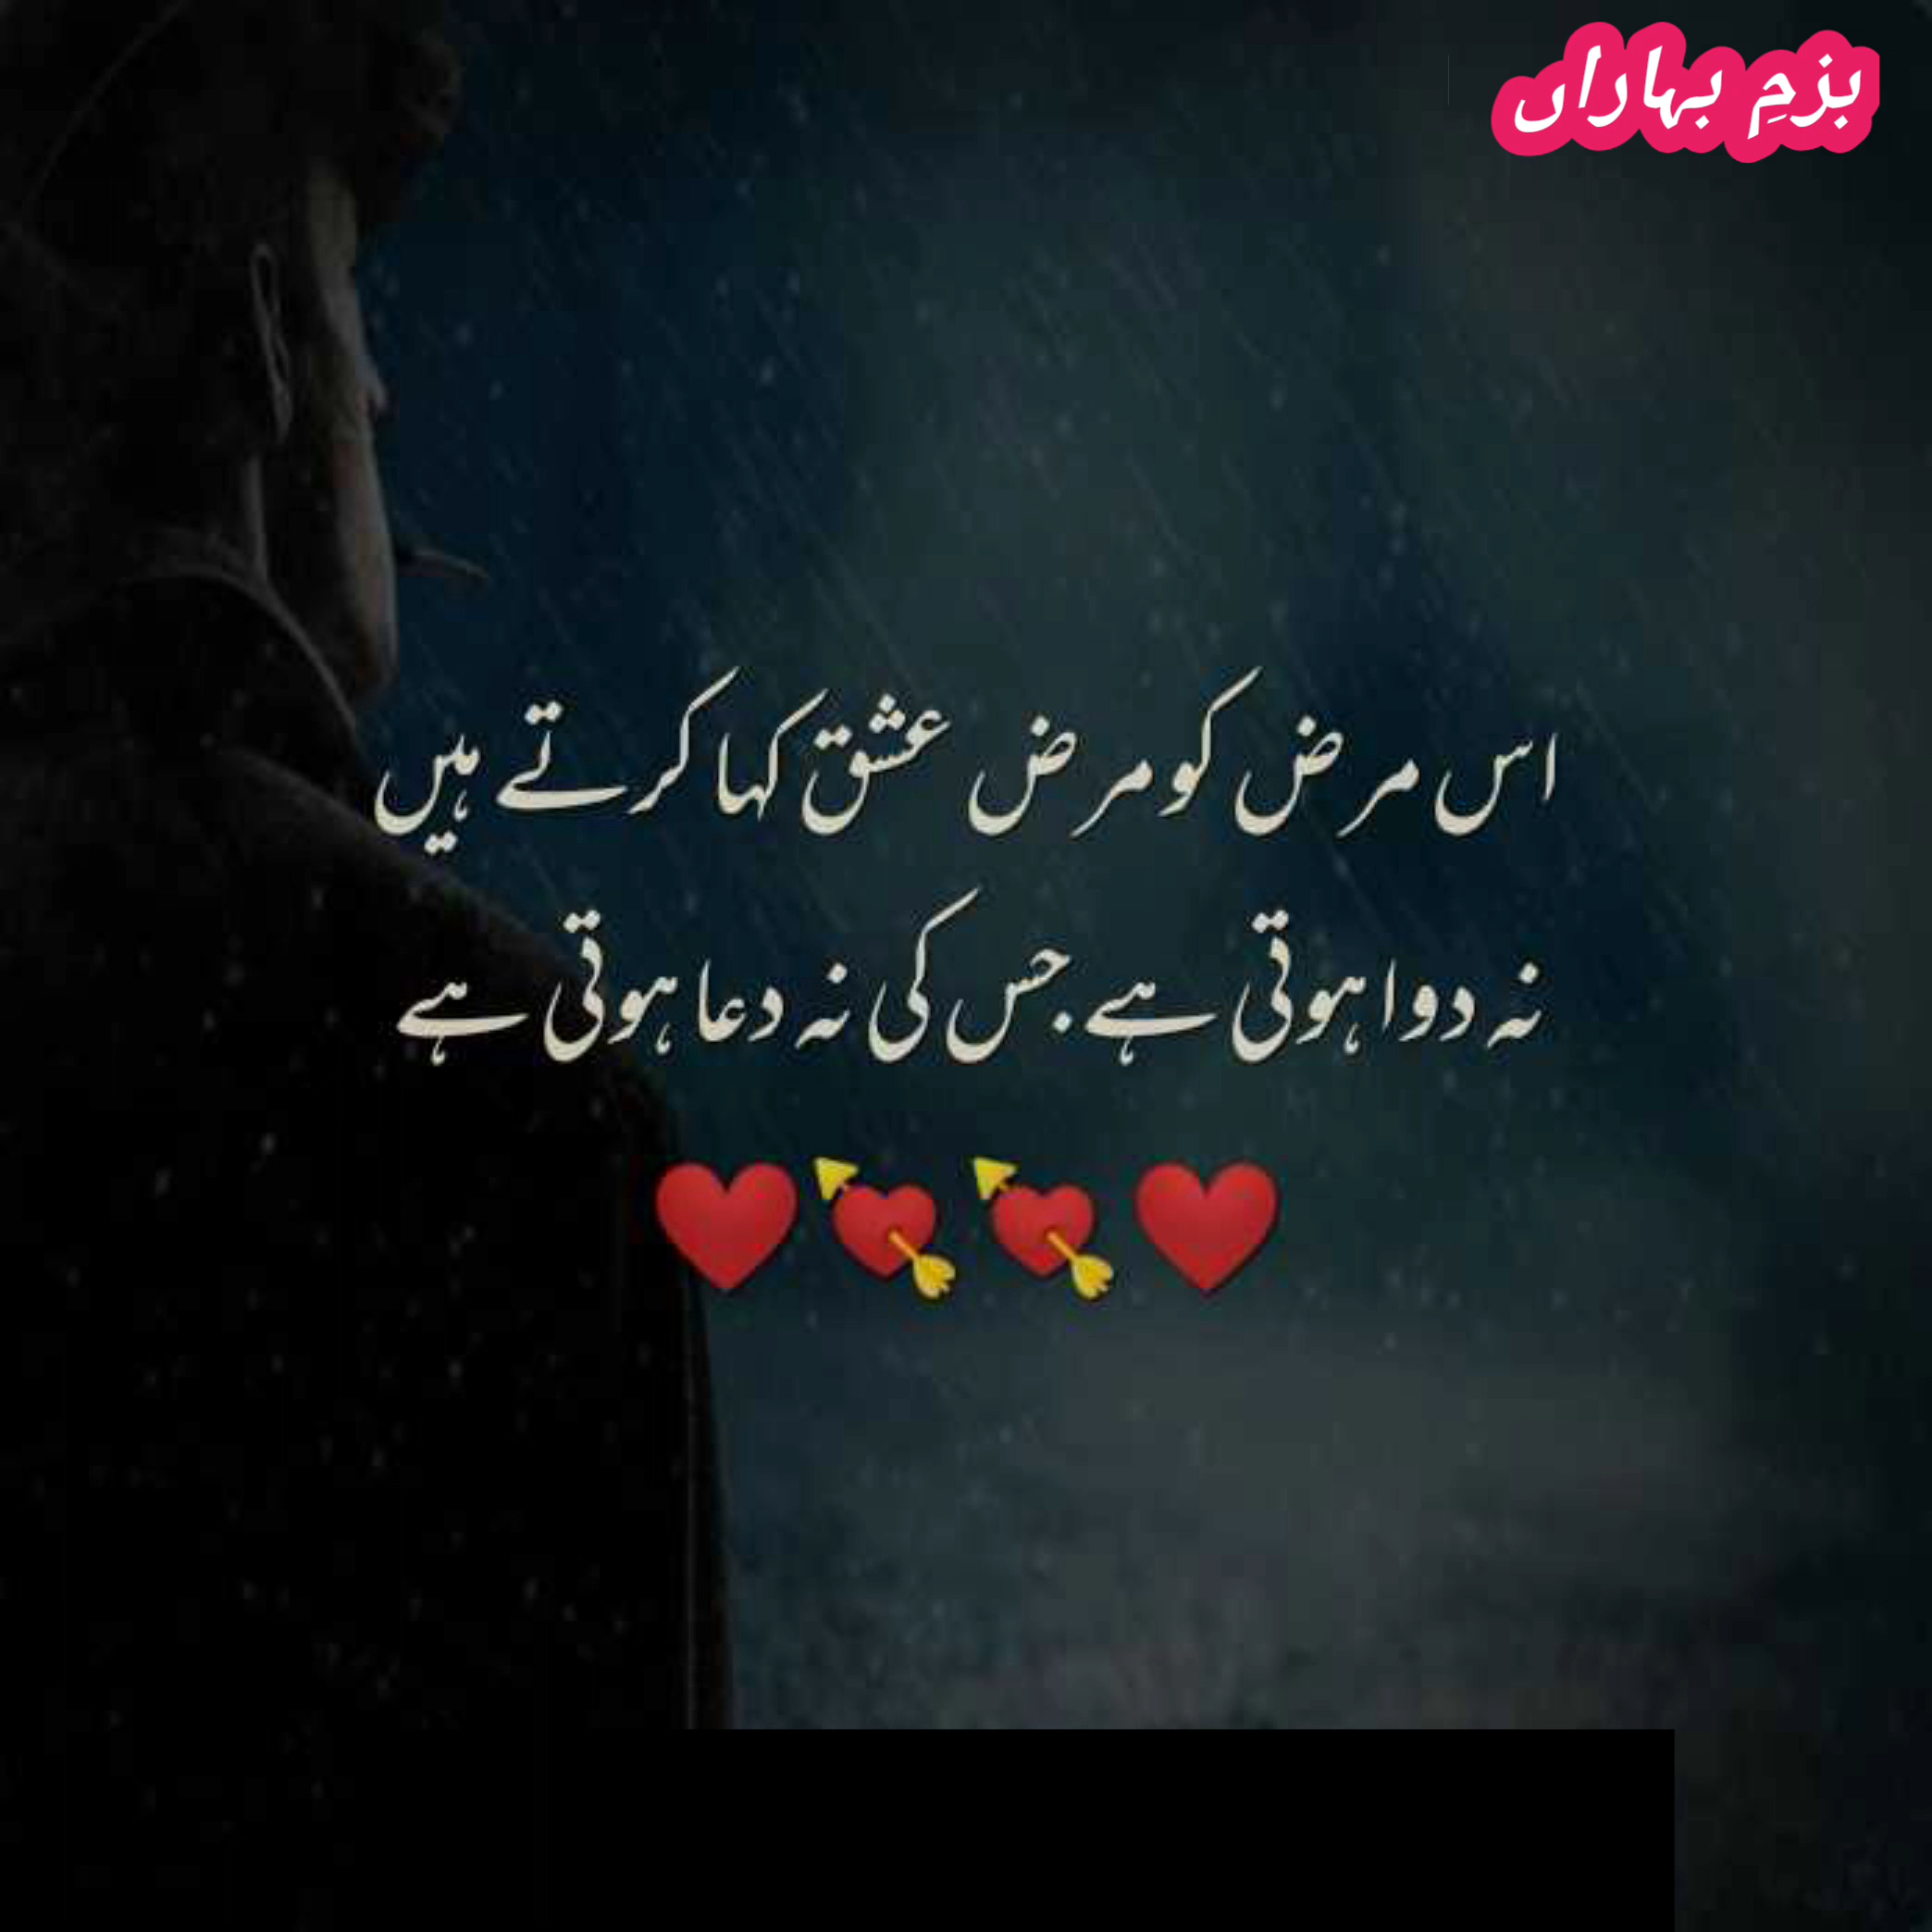 بزمِ بہاراں
اس مرض کو مرض عشق کہا کرتے ہیں
نہ دوا ہوتی ہے جس کی نہ دعا ہوتی ہے